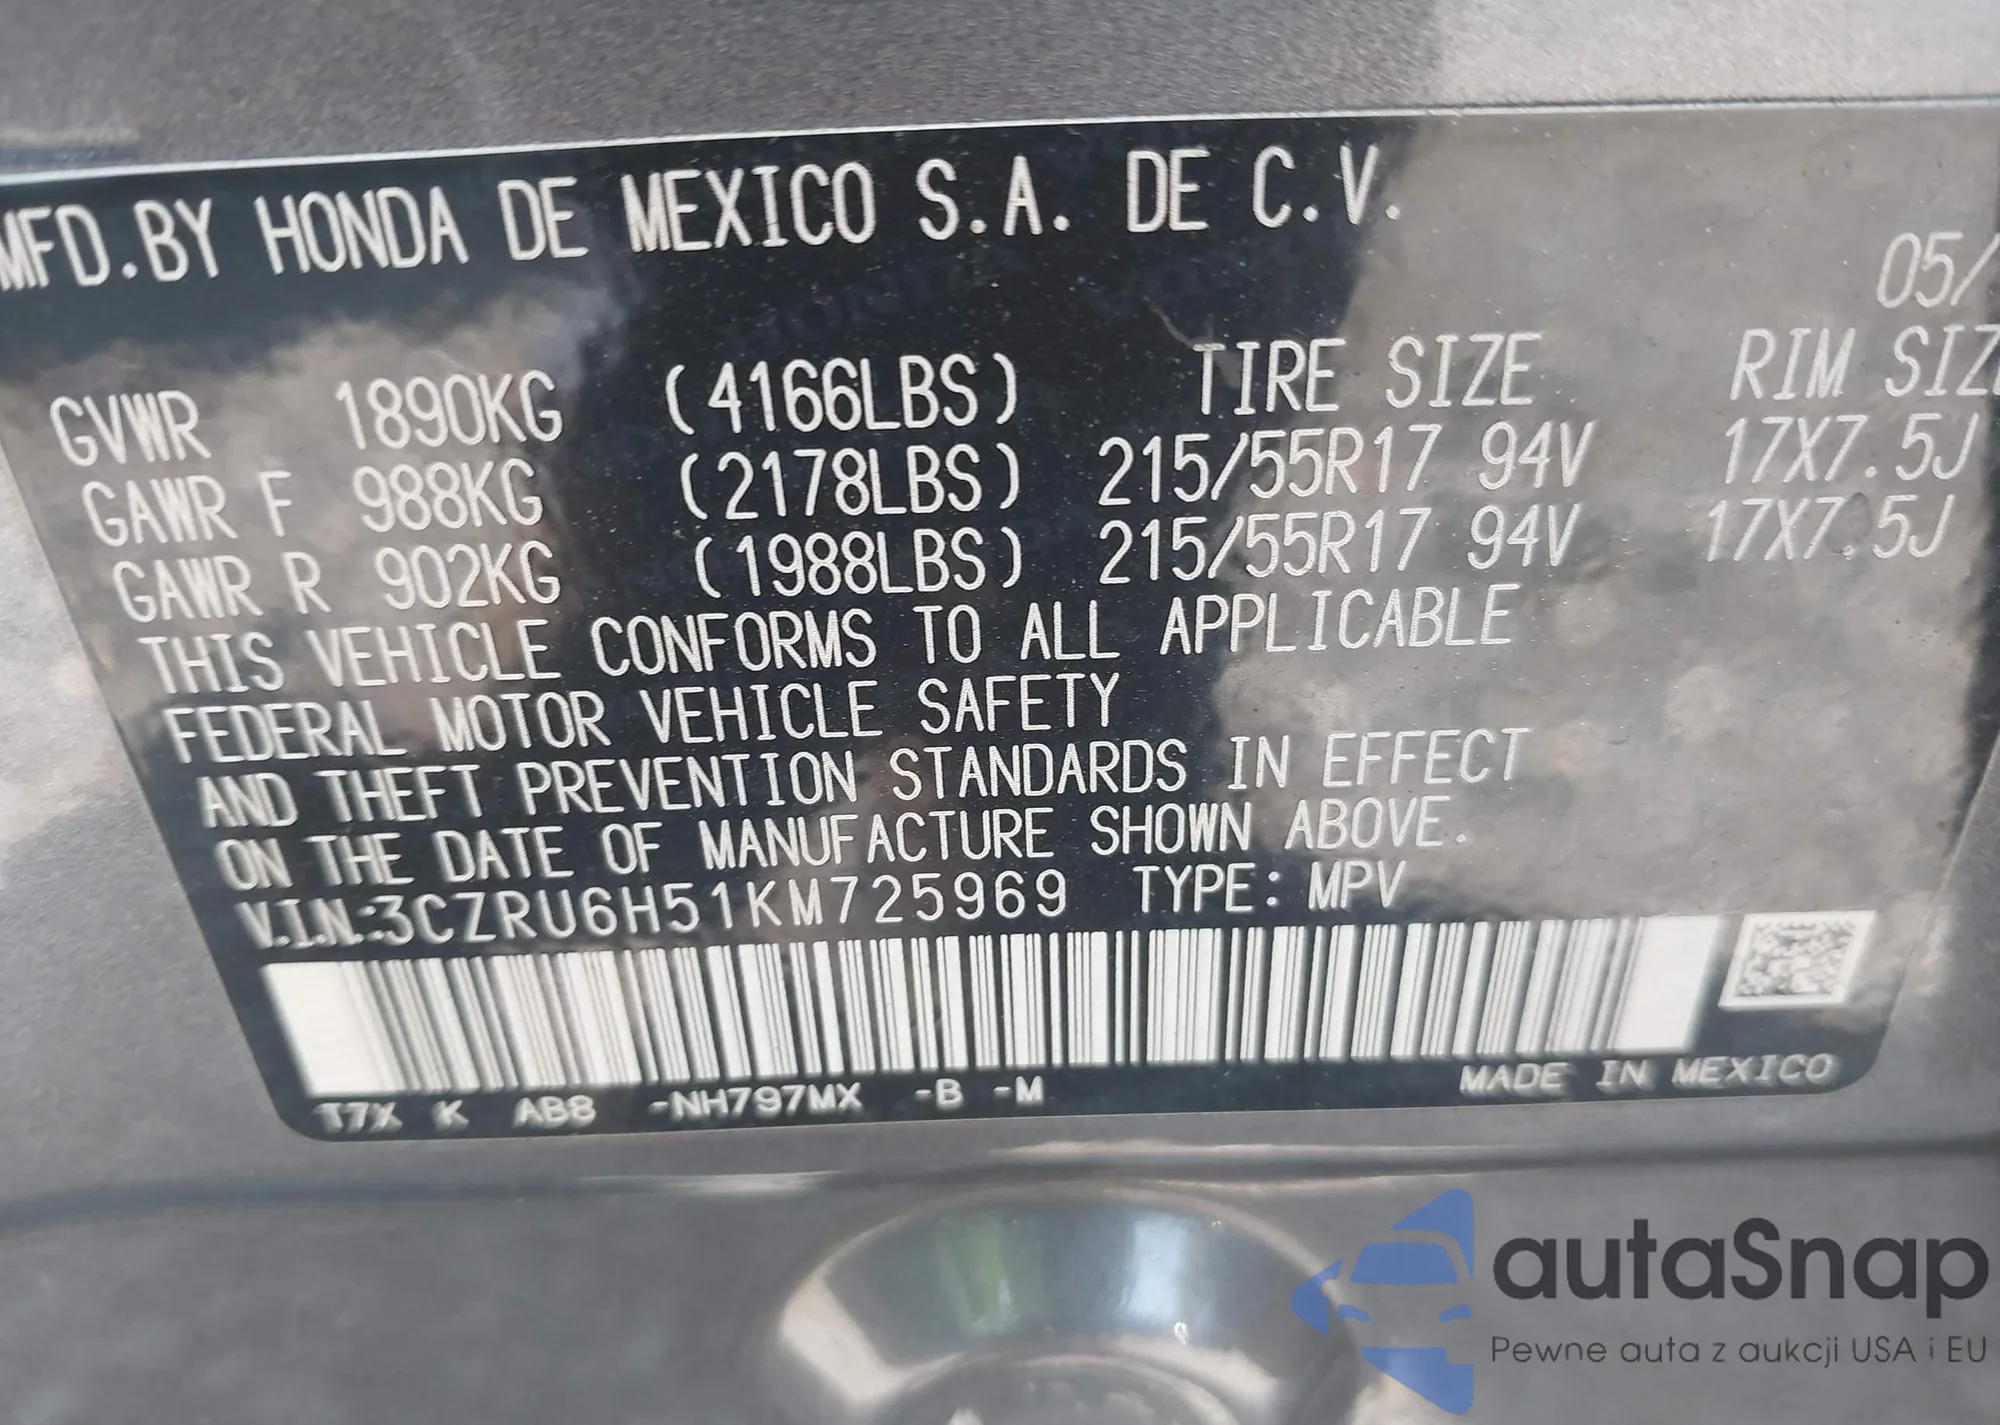 MFD.BY HONDA DE MEXICO S.A. DE C.V.
05/
GVWR 1890KG (4166LBS) TIRE SIZE RIM SIZE
GAWR F 988KG (2178LBS) 215/55R17 94V 17X7.5J
GAWR R 902KG (1988LBS) 215/55R17 94V 17X7.5J
THIS VEHICLE CONFORMS TO ALL APPLICABLE
FEDERAL MOTOR VEHICLE SAFETY
AND THEFT PREVENTION STANDARDS IN EFFECT
ON THE DATE OF MANUFACTURE SHOWN ABOVE.
V.I.N.:3CZRU6H51KM725969 TYPE: MPV
T7X K AB8 -NH797MX -B -M MADE IN MEXICO
autaSnap
Pewne auta z aukcji USA i EU